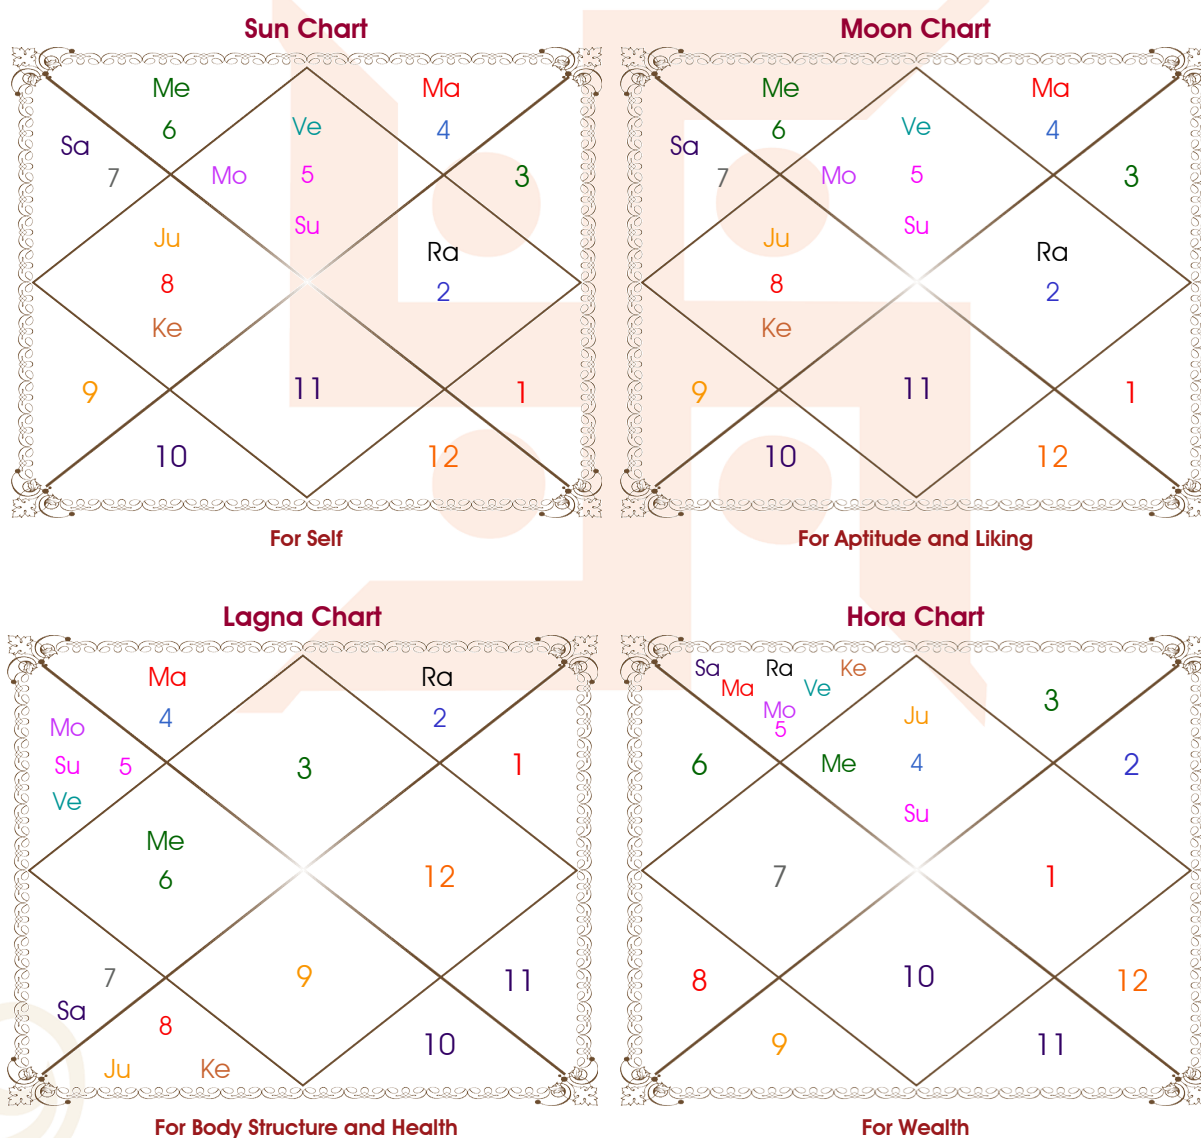 Sun Chart
Me
Ma
6
Ve
4
Sa
7
Mo
5
3
Su
Ju
Ra
8
2
Ke
9
11
1
10
12
For Self
Moon Chart
Me
Ma
6
Ve
4
Sa
7
Mo
5
3
Su
Ju
Ra
8
2
Ke
9
11
1
10
12
For Aptitude and Liking
Lagna Chart
Ma
Ra
4
2
Mo
Su
5
3
1
Ve
Me
6
12
7
9
11
Sa
8
10
Ju
Ke
For Body Structure and Health
Hora Chart
Sa
Ra
Ke
Ma
Ve
3
Mo
Ju
5
6
Me
4
2
Su
7
1
8
10
12
9
11
For Wealth